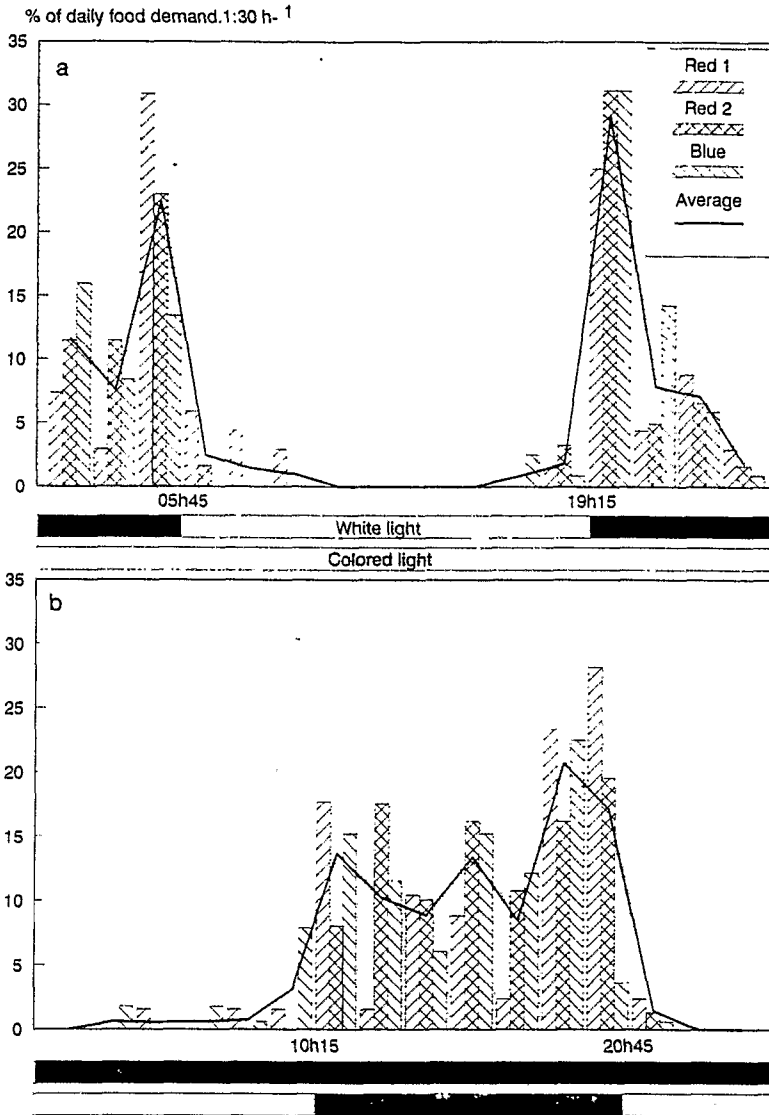 % of daily food demand.1:30 h- 1
35
a
30
25
20
15
10
5
0
Red 1
Red 2
Blue
Average
05h45
19h15
White light
Colored light
35
b
30
25
20
15
10
5
0
10h15
20h45